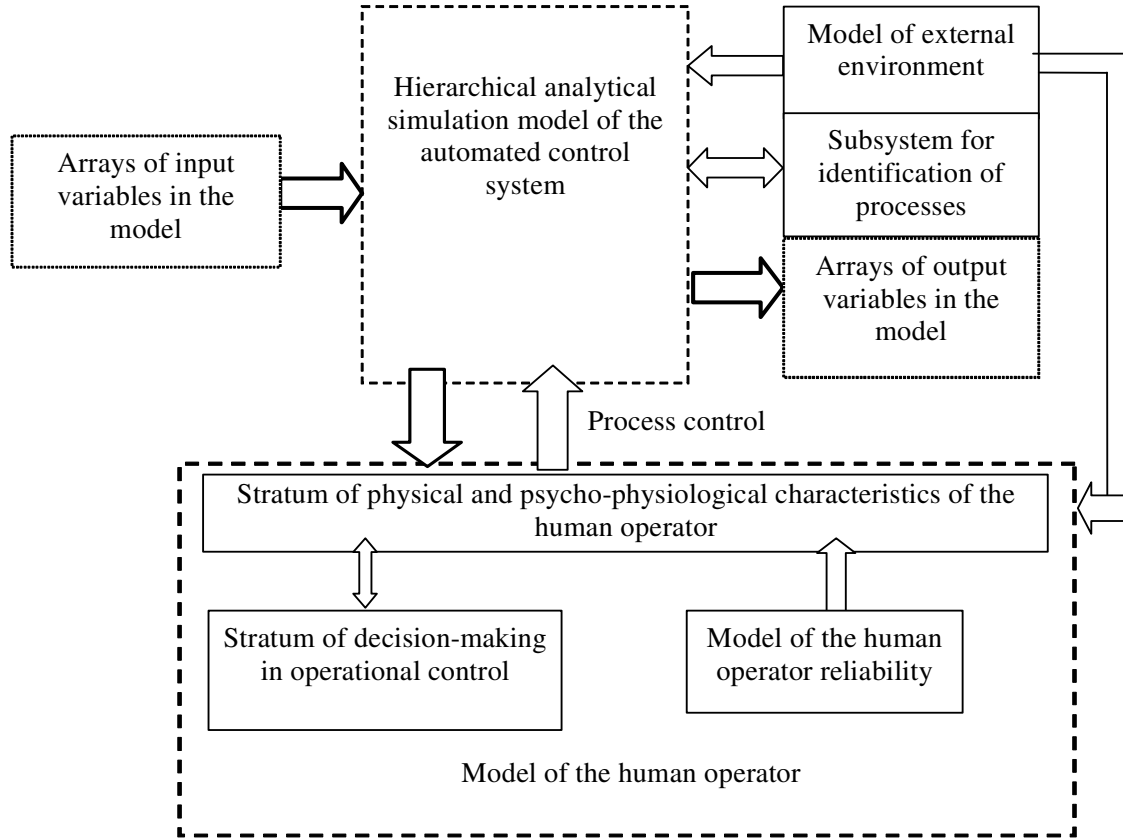 Arrays of input
variables in the
model
Hierarchical analytical
simulation model of the
automated control
system
Model of external
environment
Subsystem for
identification of
processes
Arrays of output
variables in the
model
Process control
Stratum of physical and psycho-physiological characteristics of the
human operator
Stratum of decision-making
in operational control
Model of the human
operator reliability
Model of the human operator